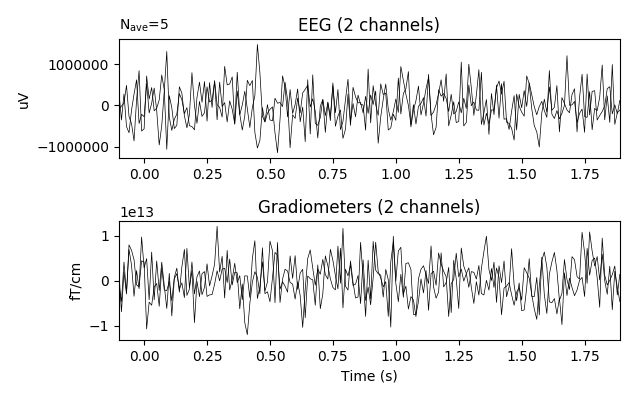 N_ave=5
EEG (2 channels)
1000000
0
−1000000
uV
0.00 0.25 0.50 0.75 1.00 1.25 1.50 1.75
1e13
Gradiometers (2 channels)
1
0
−1
fT/cm
0.00 0.25 0.50 0.75 1.00 1.25 1.50 1.75
Time (s)